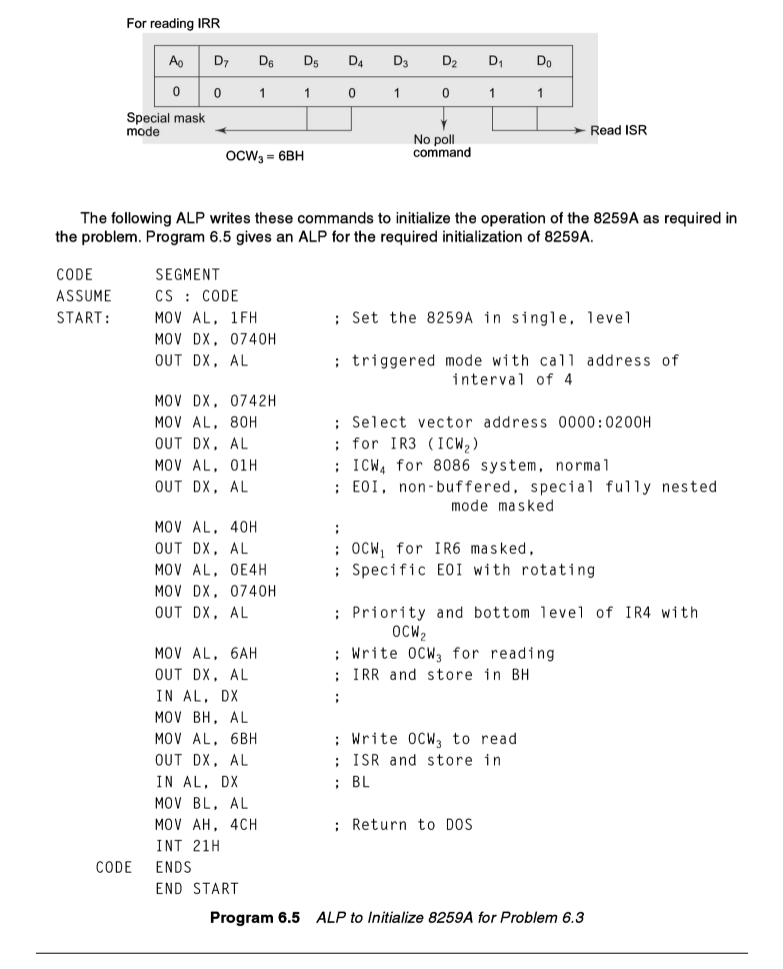 For reading IRR
A₀ D₇ D₆ D₅ D₄ D₃ D₂ D₁ D₀
0 0 1 1 0 1 0 1 1
Special mask
mode
No poll
command
Read ISR
OCW₃ = 6BH
The following ALP writes these commands to initialize the operation of the 8259A as required in
the problem. Program 6.5 gives an ALP for the required initialization of 8259A.
CODE SEGMENT
ASSUME CS : CODE
START: MOV AL, 1FH ; Set the 8259A in single, level
MOV DX, 0740H
OUT DX, AL ; triggered mode with call address of
interval of 4
MOV DX, 0742H
MOV AL, 80H ; Select vector address 0000:0200H
OUT DX, AL ; for IR3 (ICW₂)
MOV AL, 01H ; ICW₄ for 8086 system, normal
OUT DX, AL ; EOI, non-buffered, special fully nested
mode masked
MOV AL, 40H ;
OUT DX, AL ; OCW₁ for IR6 masked,
MOV AL, 0E4H ; Specific EOI with rotating
MOV DX, 0740H
OUT DX, AL ; Priority and bottom level of IR4 with
OCW₂
MOV AL, 6AH ; Write OCW₃ for reading
OUT DX, AL ; IRR and store in BH
IN AL, DX ;
MOV BH, AL
MOV AL, 6BH ; Write OCW₃ to read
OUT DX, AL ; ISR and store in
IN AL, DX ; BL
MOV BL, AL
MOV AH, 4CH ; Return to DOS
INT 21H
CODE ENDS
END START
Program 6.5 ALP to Initialize 8259A for Problem 6.3